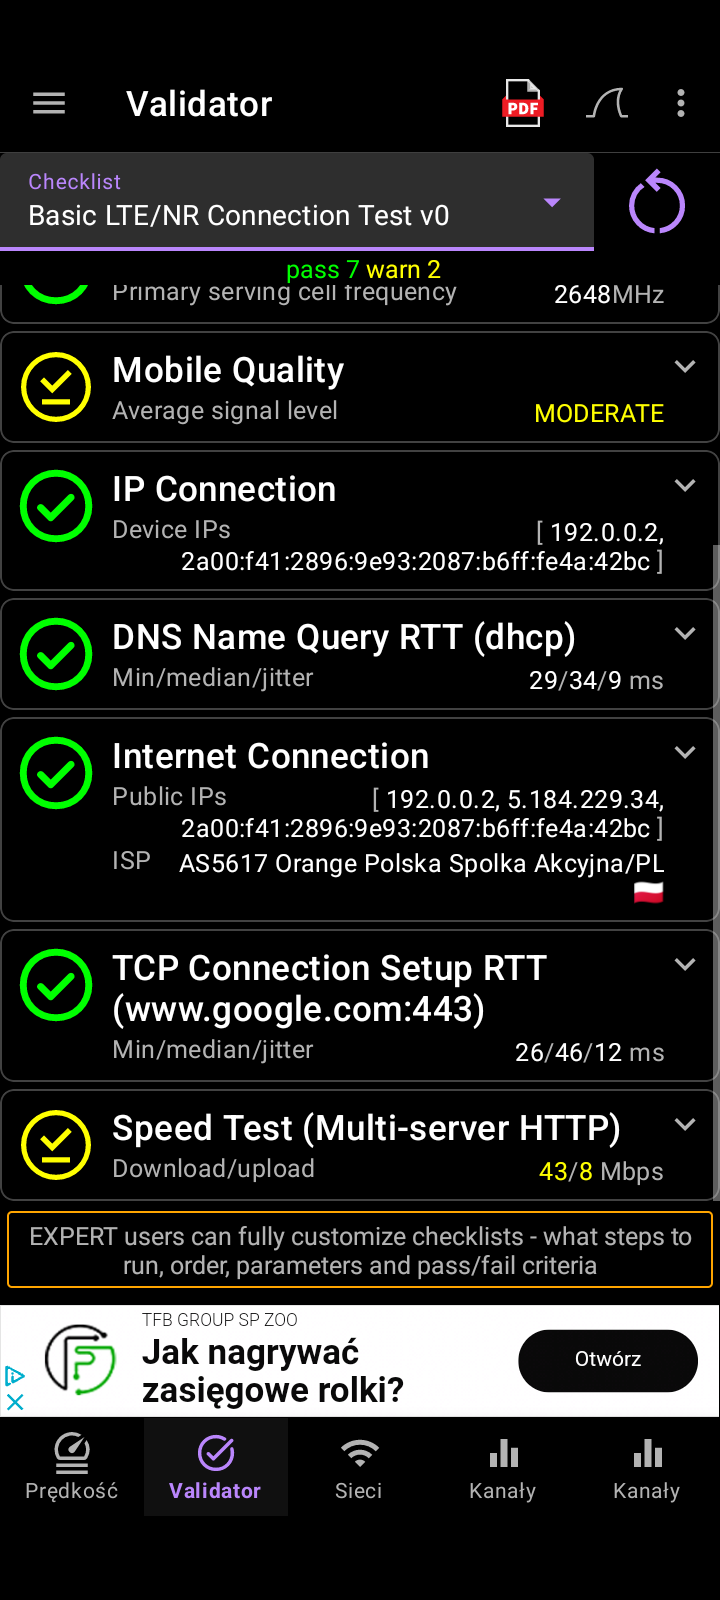 Validator
PDF
Checklist
Basic LTE/NR Connection Test v0
pass 7 warn 2
Primary serving cell frequency 2648MHz
Mobile Quality
Average signal level MODERATE
IP Connection
Device IPs [ 192.0.0.2,
2a00:f41:2896:9e93:2087:b6ff:fe4a:42bc ]
DNS Name Query RTT (dhcp)
Min/median/jitter 29/34/9 ms
Internet Connection
Public IPs [ 192.0.0.2, 5.184.229.34,
2a00:f41:2896:9e93:2087:b6ff:fe4a:42bc ]
ISP AS5617 Orange Polska Spolka Akcyjna/PL
TCP Connection Setup RTT
(www.google.com:443)
Min/median/jitter 26/46/12 ms
Speed Test (Multi-server HTTP)
Download/upload 43/8 Mbps
EXPERT users can fully customize checklists - what steps to
run, order, parameters and pass/fail criteria
TFB GROUP SP ZOO
Jak nagrywać
zasięgowe rolki?
Otwórz
Prędkość Validator Sieci Kanały Kanały